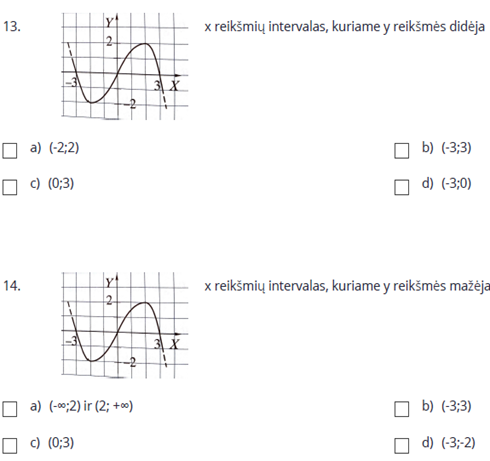 13. Y x reikšmių intervalas, kuriame y reikšmės didėja
2
-3 3 X
-2
a) (-2;2) b) (-3;3)
c) (0;3) d) (-3;0)
14. Y x reikšmių intervalas, kuriame y reikšmės mažėja
2
-3 3 X
-2
a) (-∞;2) ir (2; +∞) b) (-3;3)
c) (0;3) d) (-3;-2)